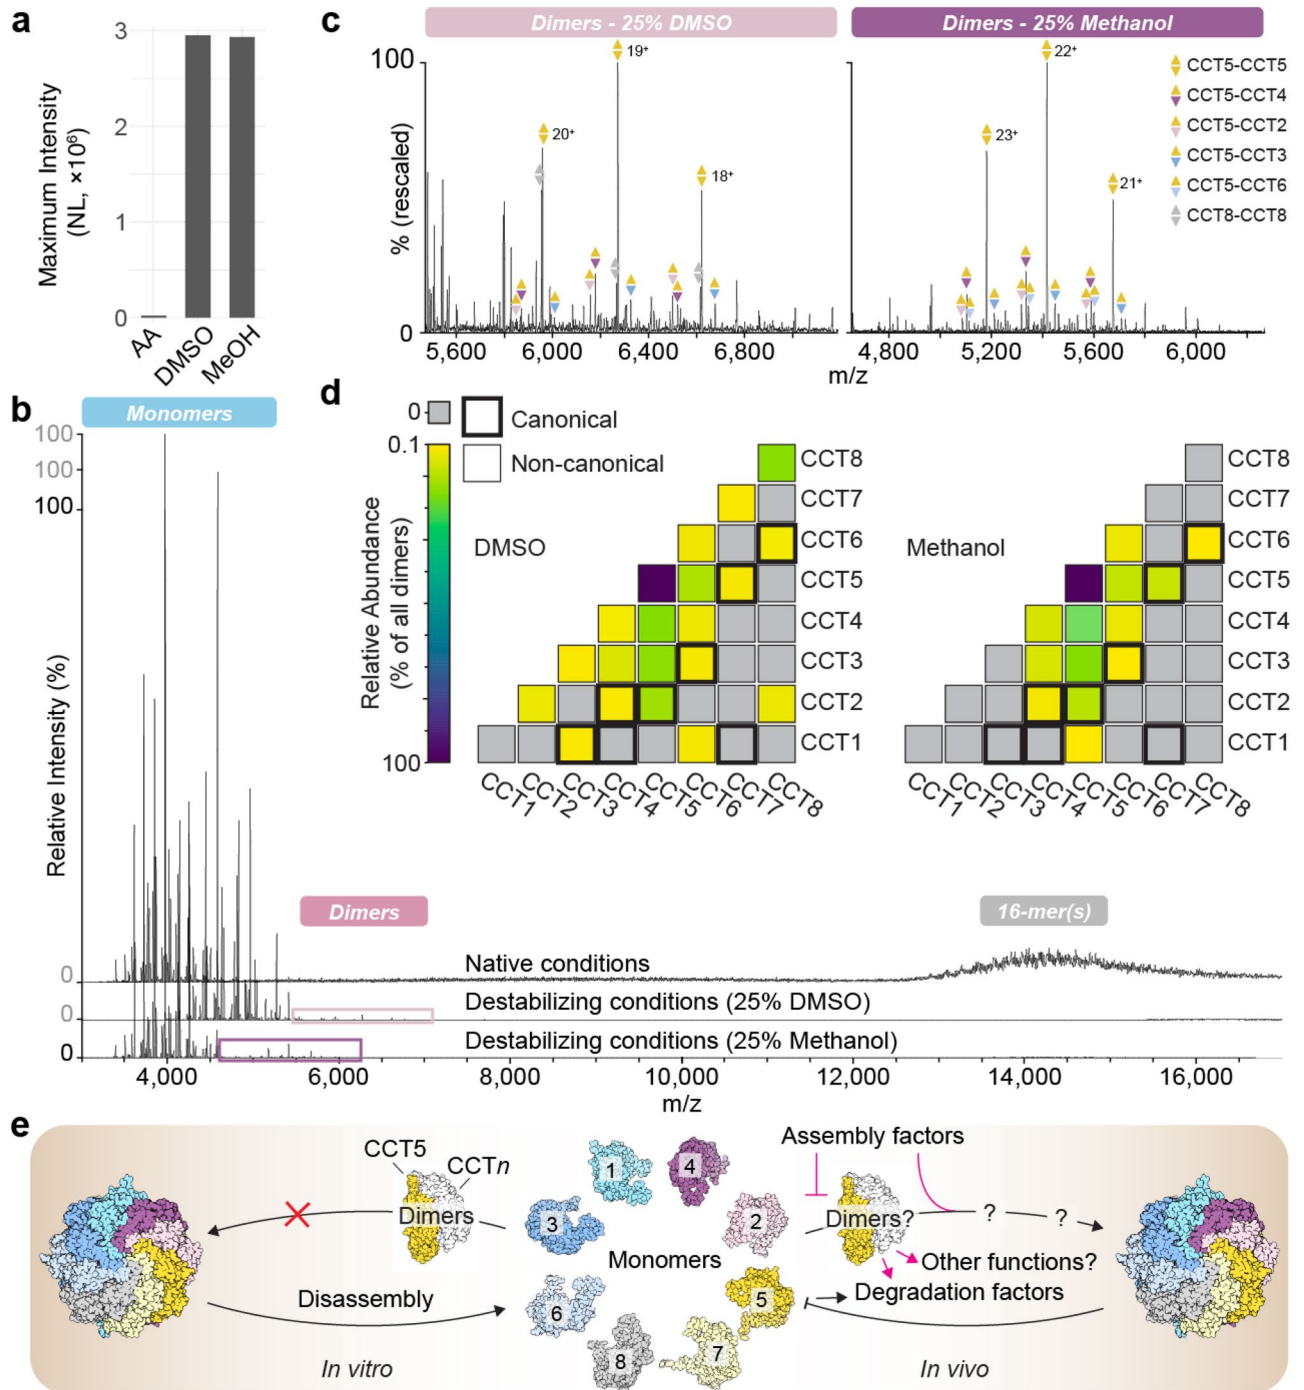 a
3
2
1
0
Maximum Intensity
(NL, ×10⁶)
AA
DMSO
MeOH
c
Dimers - 25% DMSO
Dimers - 25% Methanol
100
0
% (rescaled)
20⁺
19⁺
18⁺
23⁺
22⁺
21⁺
CCT5-CCT5
CCT5-CCT4
CCT5-CCT2
CCT5-CCT3
CCT5-CCT6
CCT8-CCT8
5,600
6,000
6,400
6,800
4,800
5,200
5,600
6,000
m/z
b
Monomers
100
100
100
Relative Intensity (%)
0
0
0
Dimers
16-mer(s)
Native conditions
Destabilizing conditions (25% DMSO)
Destabilizing conditions (25% Methanol)
4,000
6,000
8,000
10,000
12,000
14,000
16,000
m/z
d
0
0.1
100
Canonical
Non-canonical
Relative Abundance
(% of all dimers)
DMSO
CCT8
CCT7
CCT6
CCT5
CCT4
CCT3
CCT2
CCT1
CCT1
CCT2
CCT3
CCT4
CCT5
CCT6
CCT7
CCT8
Methanol
CCT8
CCT7
CCT6
CCT5
CCT4
CCT3
CCT2
CCT1
CCT1
CCT2
CCT3
CCT4
CCT5
CCT6
CCT7
CCT8
e
CCT5
CCTn
Dimers
Disassembly
In vitro
1
4
3
2
Monomers
6
5
8
7
Assembly factors
Dimers?
?
?
Other functions?
Degradation factors
In vivo